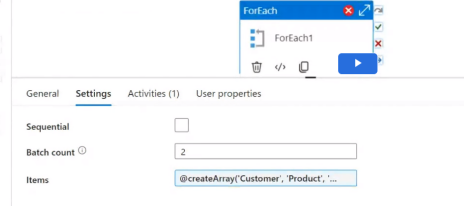 ForEach
ForEach1
General Settings Activities (1) User properties
Sequential
Batch count
2
Items
@createArray('Customer', 'Product', '...